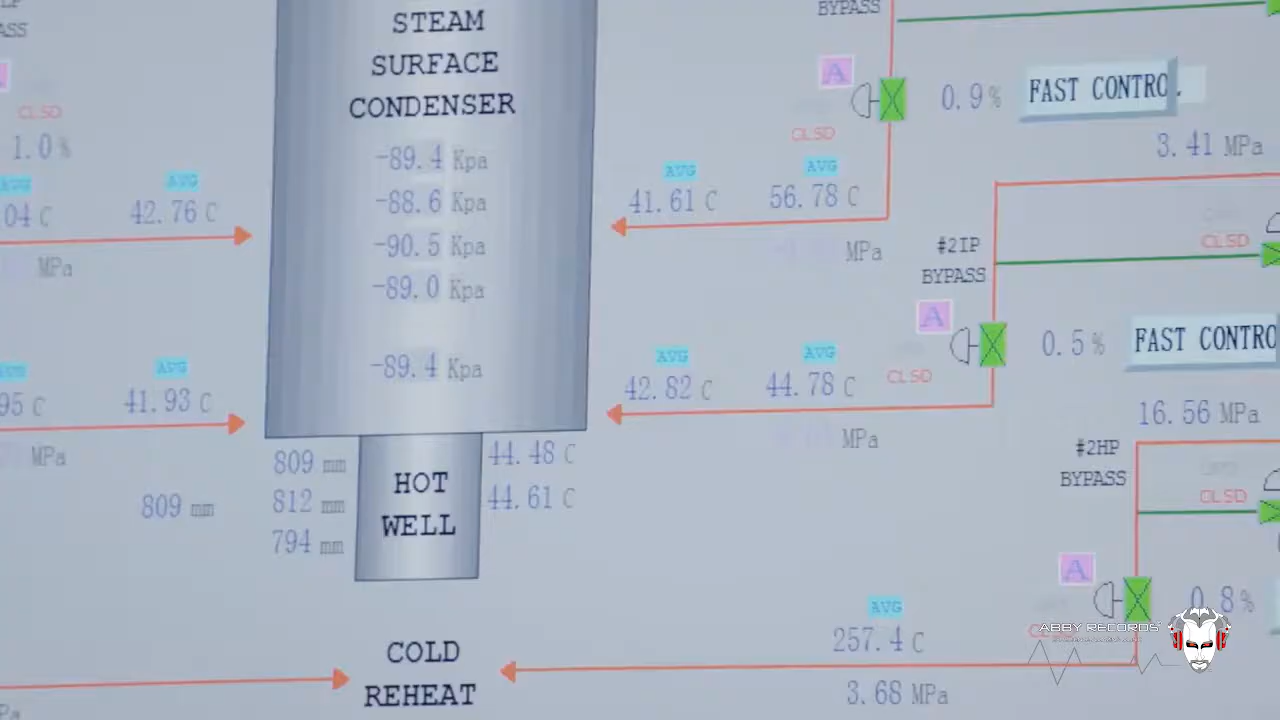 BYPASS
STEAM
SURFACE
CONDENSER
A
0.9%
FAST CONTRO
CLSD
CLSD
1.0%
3.41 MPa
-89.4 Kpa
-88.6 Kpa
-90.5 Kpa
-89.0 Kpa
-89.4 Kpa
AVG
04 C
AVG
42.76 C
MPa
AVG
41.61 C
AVG
56.78 C
MPa
#2IP
BYPASS
CLSD
A
0.5%
FAST CONTRO
CLSD
95 C
AVG
41.93 C
MPa
AVG
42.82 C
AVG
44.78 C
MPa
16.56 MPa
#2HP
BYPASS
CLSD
809 mm
812 mm
794 mm
809 mm
HOT
WELL
44.48 C
44.61 C
A
0.8%
AVG
257.4 C
3.68 MPa
COLD
REHEAT
ABBY RECORDS